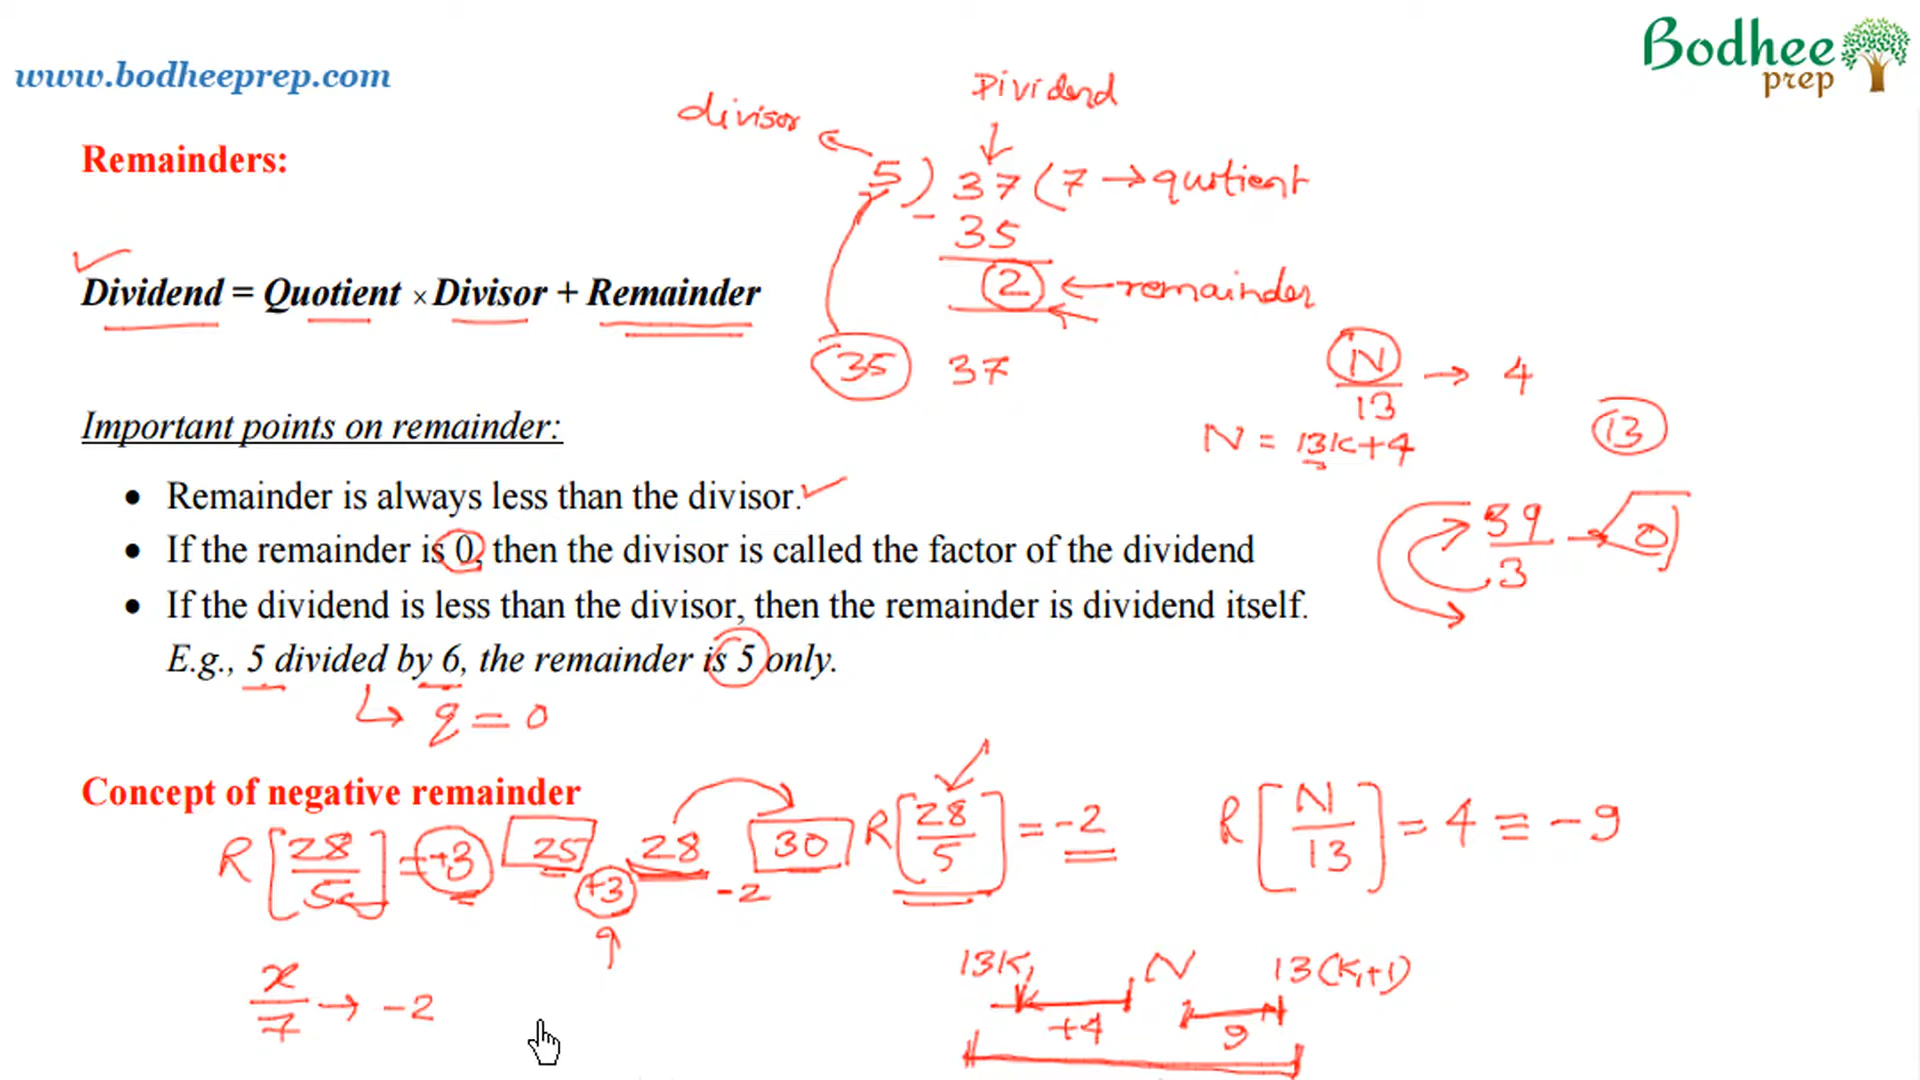 Bodhee
prep
www.bodheeprep.com
Dividend
divisor
Remainders:
5 ) 37 ( 7 → quotient
- 35
2 ← remainder
Dividend = Quotient × Divisor + Remainder
35 37
N/13 → 4
N = 13K+4
13
Important points on remainder:
• Remainder is always less than the divisor.
• If the remainder is 0, then the divisor is called the factor of the dividend
39/3 → 0
• If the dividend is less than the divisor, then the remainder is dividend itself.
E.g., 5 divided by 6, the remainder is 5 only.
↳ q = 0
Concept of negative remainder
R[28/5] = +3 25 28 30 R[28/5] = -2 R[N/13] = 4 ≡ -9
+3 -2
13K1 N 13(K1+1)
+4 9
x/7 → -2